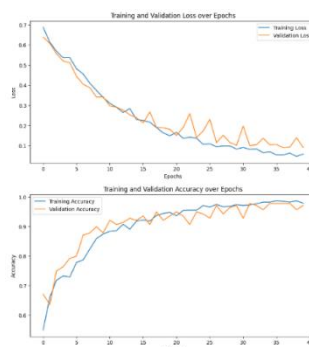 Training and Validation Loss over Epochs
Training Loss
Validation Loss
0.7
0.6
0.5
0.4
0.3
0.2
0.1
Loss
0 5 10 15 20 25 30 35 4
Epochs
Training and Validation Accuracy over Epochs
Training Accuracy
Validation Accuracy
1.0
0.9
0.8
0.7
0.6
Accuracy
0 5 10 15 20 25 30 35 4